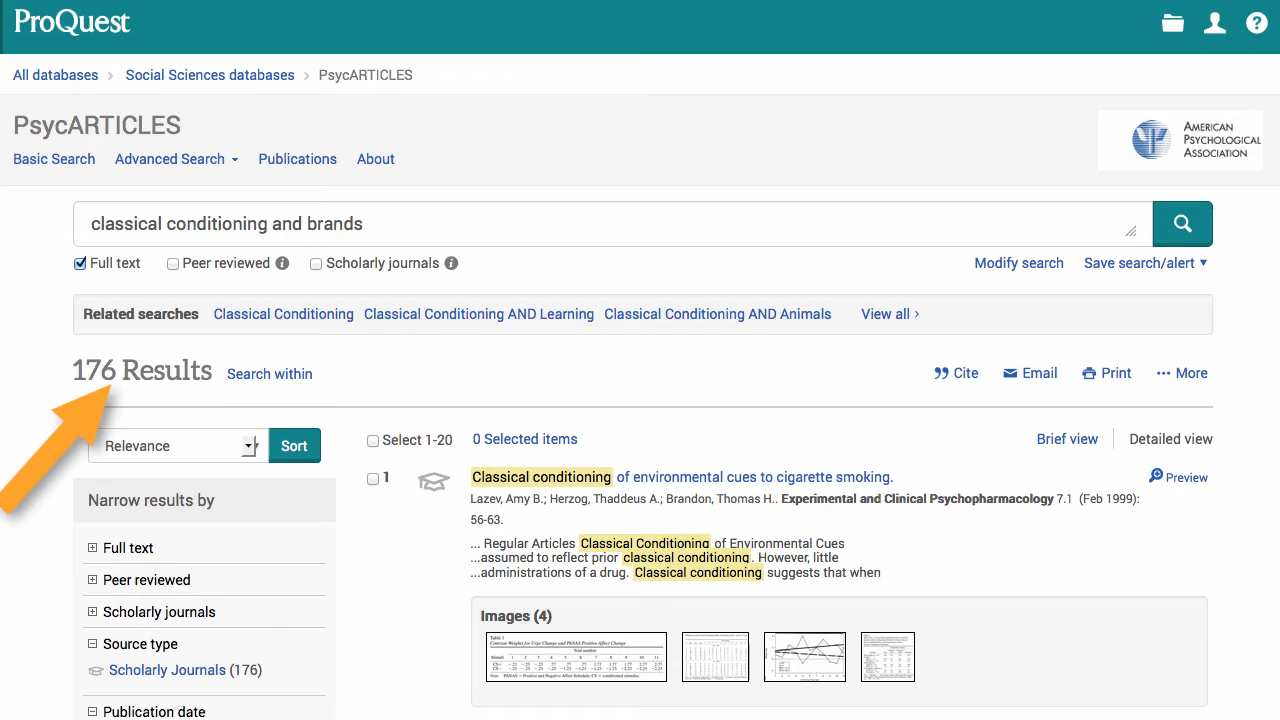 ProQuest
All databases > Social Sciences databases > PsycARTICLES
PsycARTICLES
AMERICAN
PSYCHOLOGICAL
ASSOCIATION
Basic Search Advanced Search Publications About
classical conditioning and brands
Full text Peer reviewed Scholarly journals Modify search Save search/alert
Related searches Classical Conditioning Classical Conditioning AND Learning Classical Conditioning AND Animals View all >
176 Results Search within Cite Email Print More
Relevance Sort
Select 1-20 0 Selected items Brief view Detailed view
1 Classical conditioning of environmental cues to cigarette smoking. Preview
Lazev, Amy B.; Herzog, Thaddeus A.; Brandon, Thomas H.. Experimental and Clinical Psychopharmacology 7.1 (Feb 1999):
56-63.
... Regular Articles Classical Conditioning of Environmental Cues
...assumed to reflect prior classical conditioning. However, little
...administrations of a drug. Classical conditioning suggests that when
Images (4)
Narrow results by
Full text
Peer reviewed
Scholarly journals
Source type
Scholarly Journals (176)
Publication date